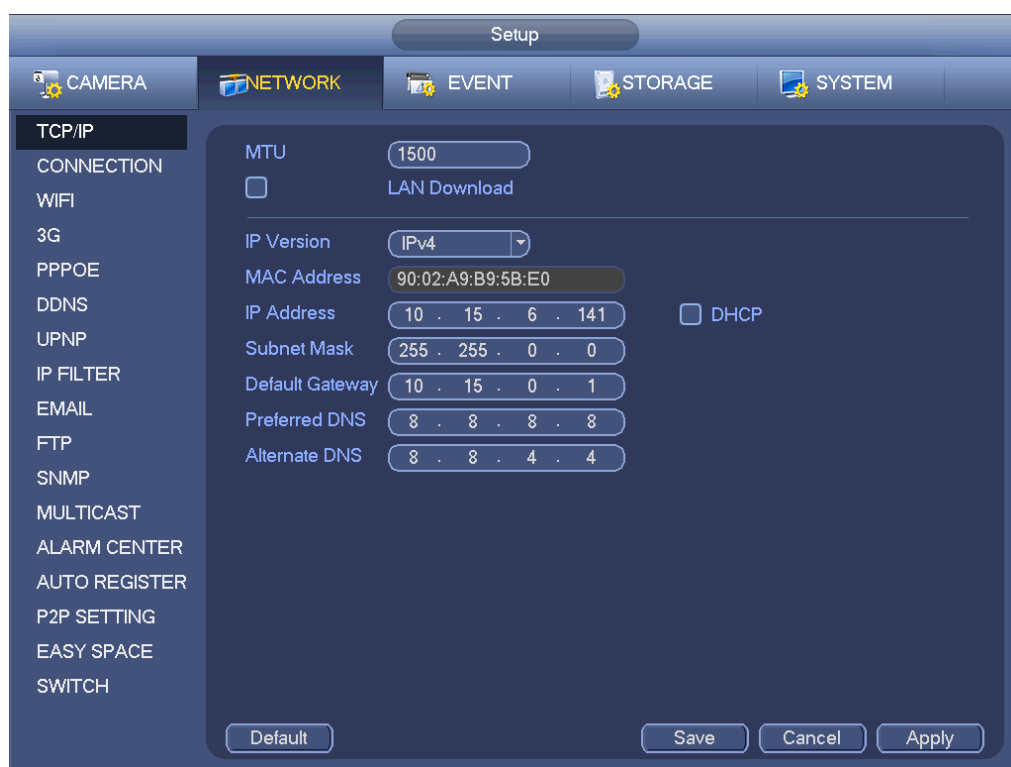 Setup
CAMERA NETWORK EVENT STORAGE SYSTEM
TCP/IP
CONNECTION
WIFI
3G
PPPOE
DDNS
UPNP
IP FILTER
EMAIL
FTP
SNMP
MULTICAST
ALARM CENTER
AUTO REGISTER
P2P SETTING
EASY SPACE
SWITCH
MTU 1500
LAN Download
IP Version IPv4
MAC Address 90:02:A9:B9:5B:E0
IP Address 10 . 15 . 6 . 141 DHCP
Subnet Mask 255 . 255 . 0 . 0
Default Gateway 10 . 15 . 0 . 1
Preferred DNS 8 . 8 . 8 . 8
Alternate DNS 8 . 8 . 4 . 4
Default Save Cancel Apply